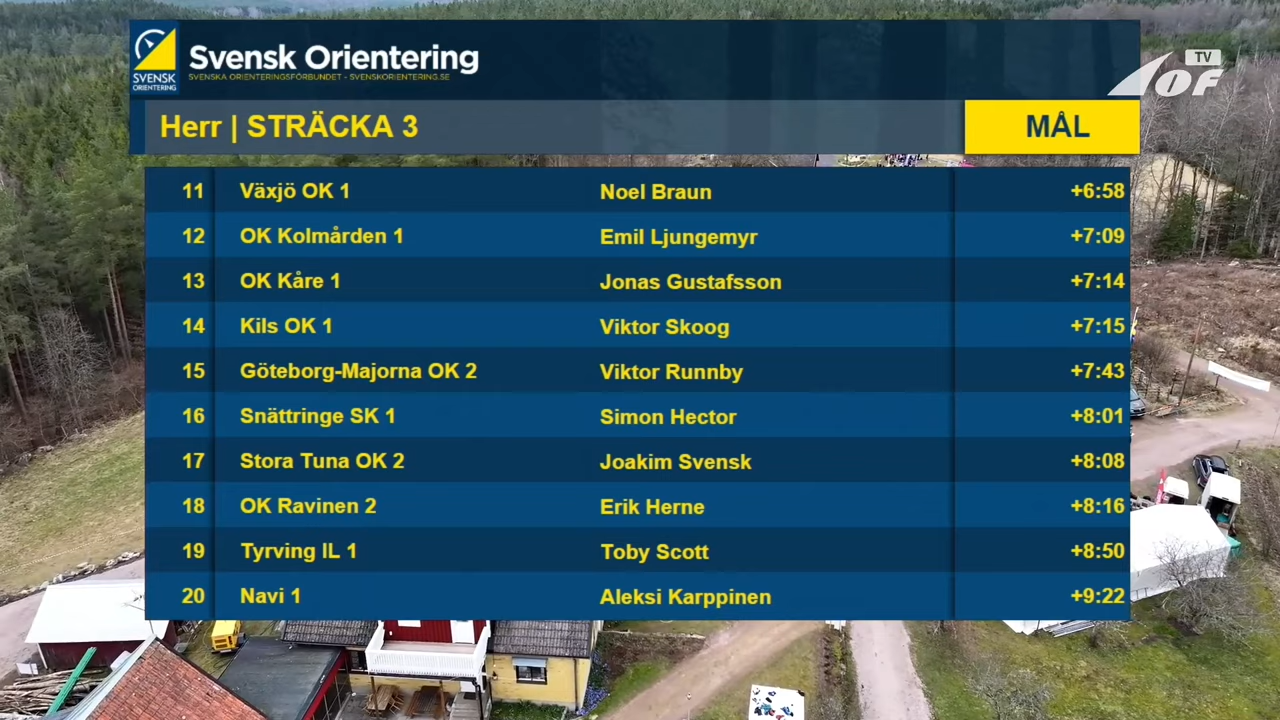 Svensk Orientering
SVENSKA ORIENTERINGSFÖRBUNDET - SVENSKORIENTERING.SE
SVENSK
ORIENTERING
TV
OF
Herr | STRÄCKA 3 MÅL
11 Växjö OK 1 Noel Braun +6:58
12 OK Kolmården 1 Emil Ljungemyr +7:09
13 OK Kåre 1 Jonas Gustafsson +7:14
14 Kils OK 1 Viktor Skoog +7:15
15 Göteborg-Majorna OK 2 Viktor Runnby +7:43
16 Snättringe SK 1 Simon Hector +8:01
17 Stora Tuna OK 2 Joakim Svensk +8:08
18 OK Ravinen 2 Erik Herne +8:16
19 Tyrving IL 1 Toby Scott +8:50
20 Navi 1 Aleksi Karppinen +9:22